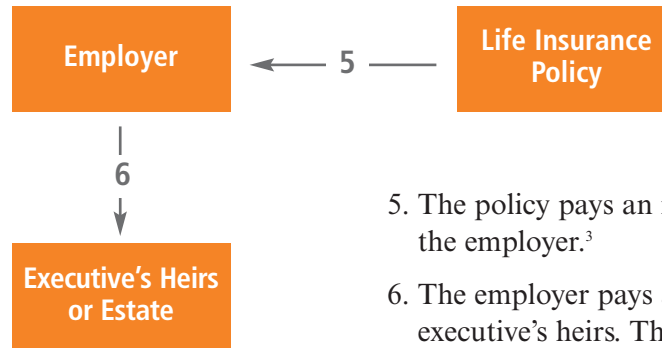 Employer
5
Life Insurance
Policy
6
Executive's Heirs
or Estate
5. The policy pays an
the employer.³
6. The employer pays
executive's heirs. Th